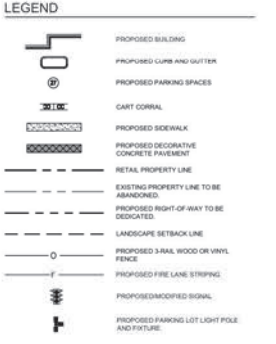 LEGEND
PROPOSED BUILDING
PROPOSED CURB AND GUTTER
27
PROPOSED PARKING SPACES
CART CORRAL
PROPOSED SIDEWALK
PROPOSED DECORATIVE
CONCRETE PAVEMENT
RETAIL PROPERTY LINE
EXISTING PROPERTY LINE TO BE
ABANDONED.
PROPOSED RIGHT-OF-WAY TO BE
DEDICATED.
LANDSCAPE SETBACK LINE
PROPOSED 3-RAIL WOOD OR VINYL
FENCE
PROPOSED FIRE LANE STRIPING
PROPOSED/MODIFIED SIGNAL
PROPOSED PARKING LOT LIGHT POLE
AND FIXTURE